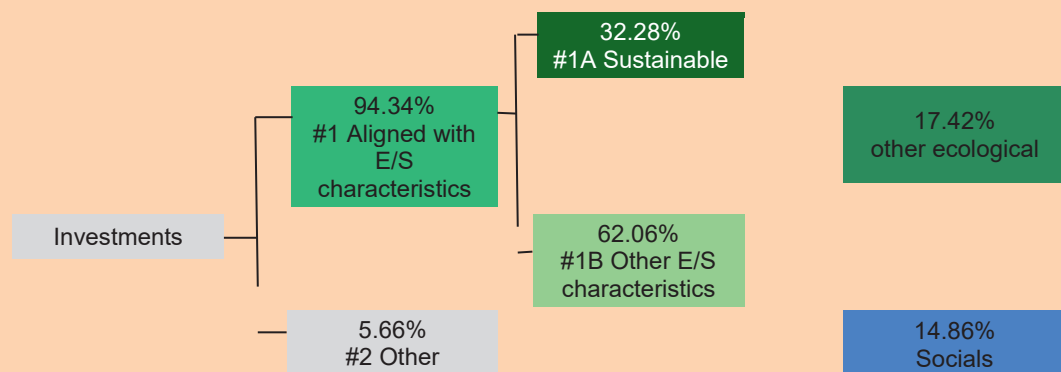 32.28%
#1A Sustainable
94.34%
#1 Aligned with
E/S
characteristics
17.42%
other ecological
Investments
62.06%
#1B Other E/S
characteristics
5.66%
#2 Other
14.86%
Socials